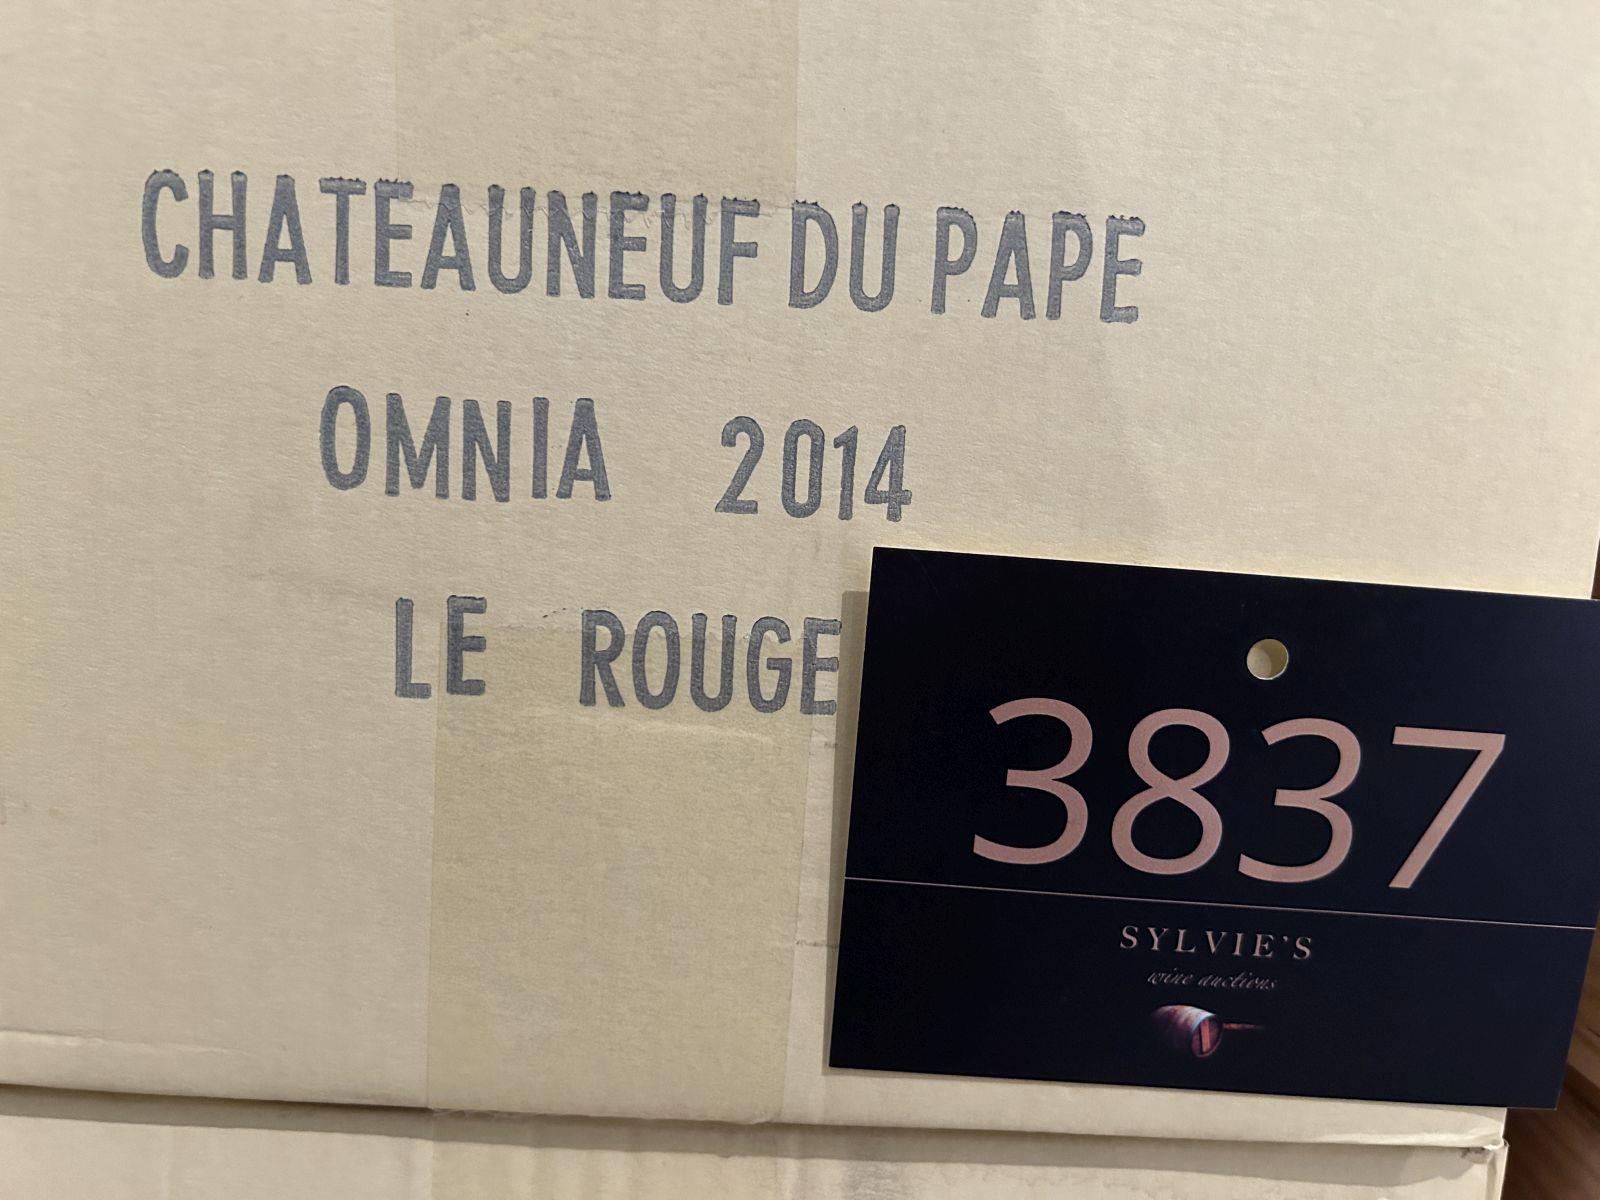 CHATEAUNEUF DU PAPE
OMNIA 2014
LE ROUGE
3837
SYLVIE'S
wine auctions